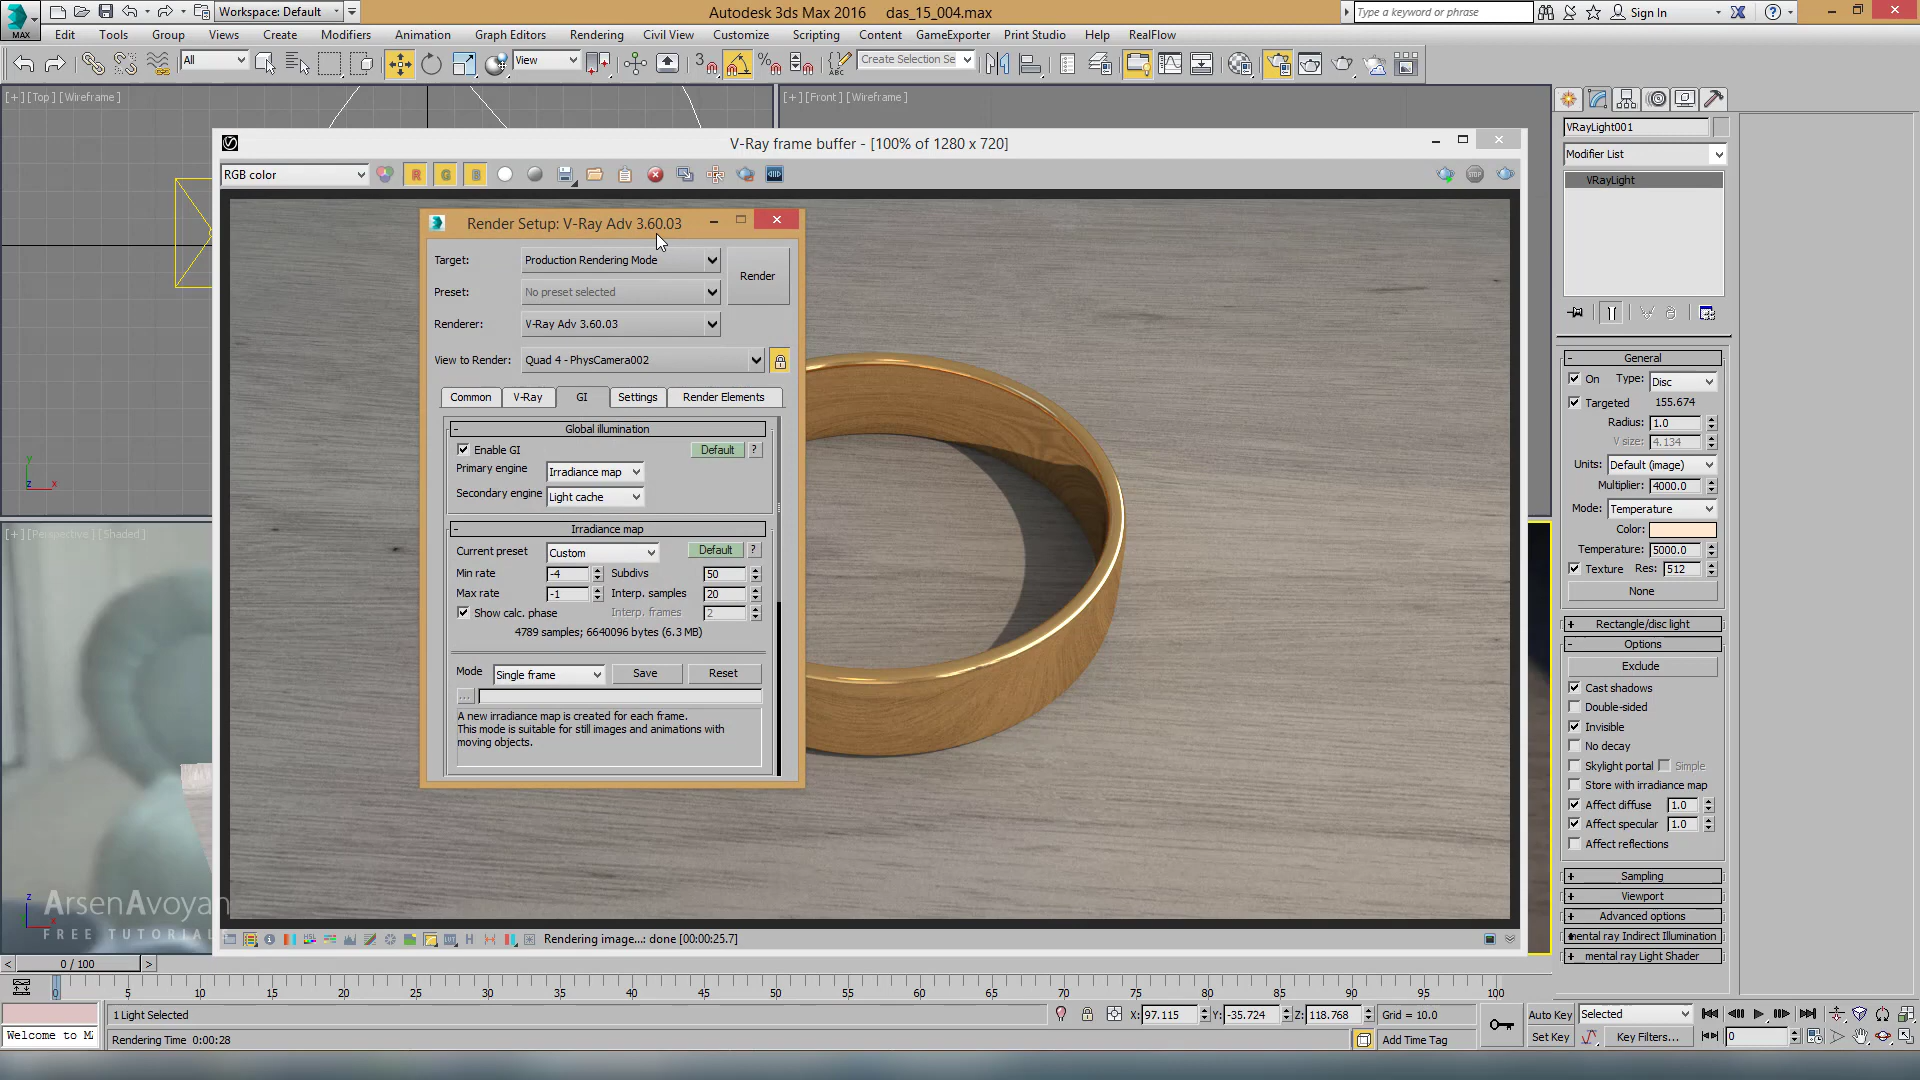 Workspace: Default
Autodesk 3ds Max 2016 das_15_004.max
Type a keyword or phrase
Sign In
MAX
Edit Tools Group Views Create Modifiers Animation Graph Editors Rendering Civil View Customize Scripting Content GameExporter Print Studio Help RealFlow
All
View
3
ABC
Create Selection Se
[+][Top][Wireframe]
[+][Front][Wireframe]
V-Ray frame buffer - [100% of 1280 x 720]
RGB color
R G B
STOP
Render Setup: V-Ray Adv 3.60.03
Target: Production Rendering Mode
Render
Preset: No preset selected
Renderer: V-Ray Adv 3.60.03
View to Render: Quad 4 - PhysCamera002
Common V-Ray GI Settings Render Elements
- Global illumination
Enable GI Default ?
Primary engine Irradiance map
Secondary engine Light cache
- Irradiance map
Current preset Custom Default ?
Min rate -4 Subdivs 50
Max rate -1 Interp. samples 20
Show calc. phase Interp. frames 2
4789 samples; 6640096 bytes (6.3 MB)
Mode Single frame Save Reset
...
A new irradiance map is created for each frame.
This mode is suitable for still images and animations with
moving objects.
y
z x
[+][Perspective][Shaded]
z
x
ArsenAvoyan
FREE TUTORIAL
Rendering image...: done [00:00:25.7]
VRayLight001
Modifier List
VRayLight
- General
On Type: Disc
Targeted 155.674
Radius: 1.0
V size: 4.134
Units: Default (image)
Multiplier: 4000.0
Mode: Temperature
Color:
Temperature: 5000.0
Texture Res: 512
None
+ Rectangle/disc light
- Options
Exclude
Cast shadows
Double-sided
Invisible
No decay
Skylight portal Simple
Store with irradiance map
Affect diffuse 1.0
Affect specular 1.0
Affect reflections
+ Sampling
+ Viewport
+ Advanced options
mental ray Indirect Illumination
+ mental ray Light Shader
< 0 / 100 >
0 5 10 15 20 25 30 35 40 45 50 55 60 65 70 75 80 85 90 95 100
1 Light Selected
X: 97.115 Y: -35.724 Z: 118.768 Grid = 10.0
Auto Key Selected
Welcome to M
Rendering Time 0:00:28
Add Time Tag
Set Key Key Filters... 0